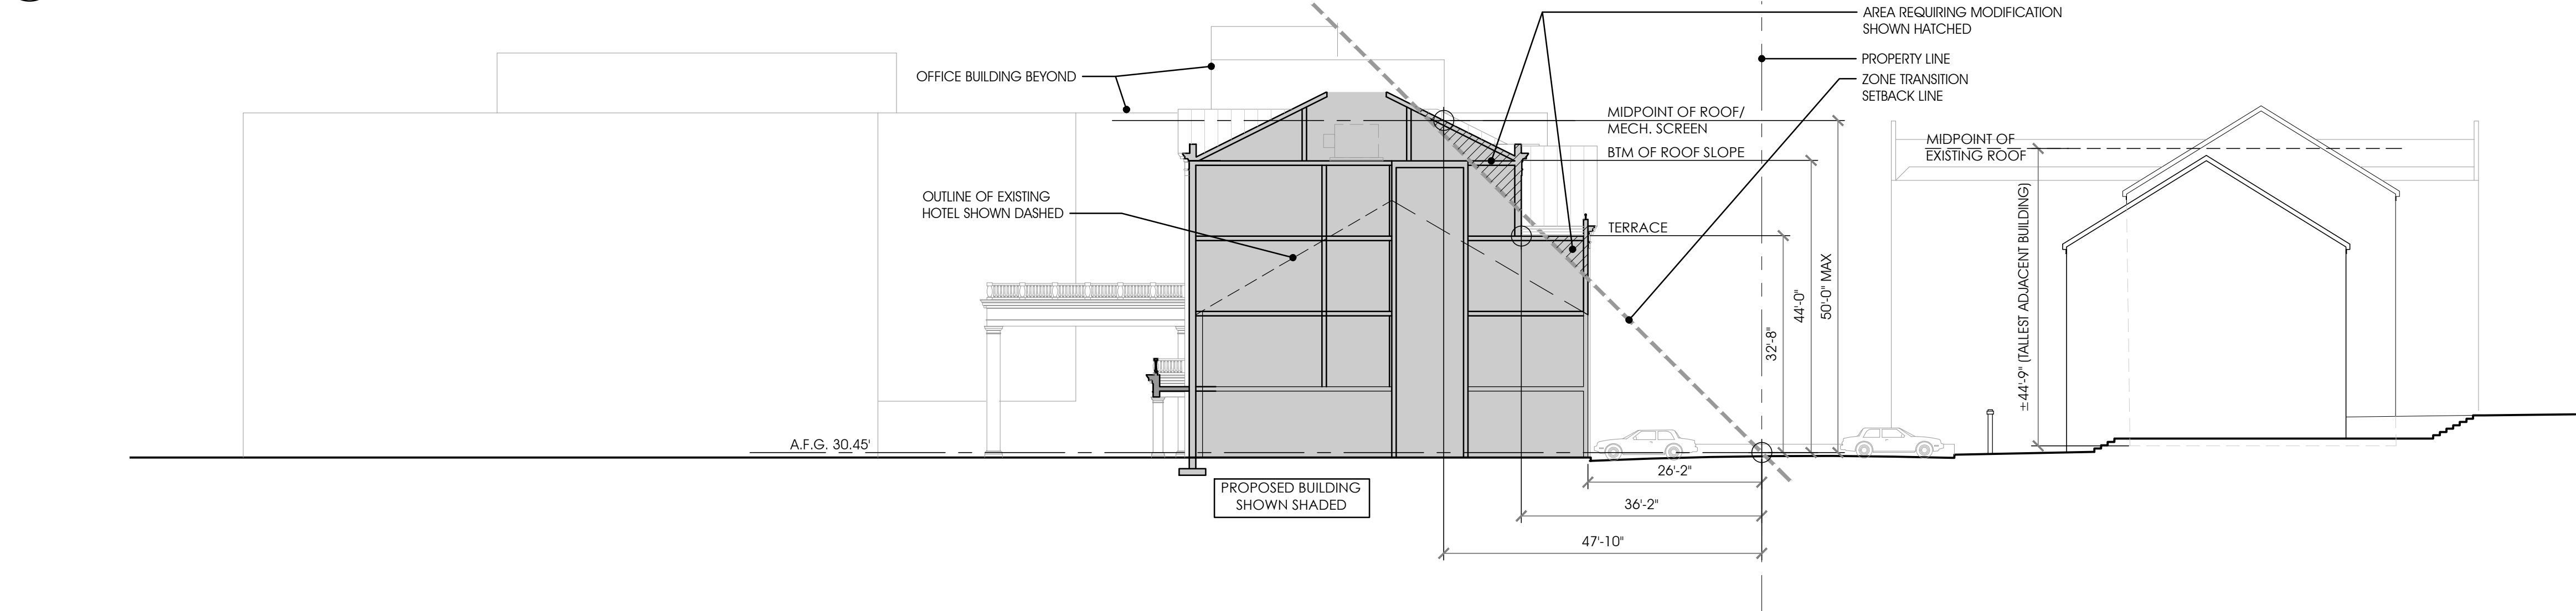 AREA REQUIRING MODIFICATION
SHOWN HATCHED
PROPERTY LINE
ZONE TRANSITION
SETBACK LINE
OFFICE BUILDING BEYOND
MIDPOINT OF ROOF/
MECH. SCREEN
BTM OF ROOF SLOPE
MIDPOINT OF
EXISTING ROOF
OUTLINE OF EXISTING
HOTEL SHOWN DASHED
TERRACE
32'-8"
44'-0"
50'-0" MAX
±44'-9" (TALLEST ADJACENT BUILDING)
A.F.G. 30.45'
26'-2"
PROPOSED BUILDING
SHOWN SHADED
36'-2"
47'-10"